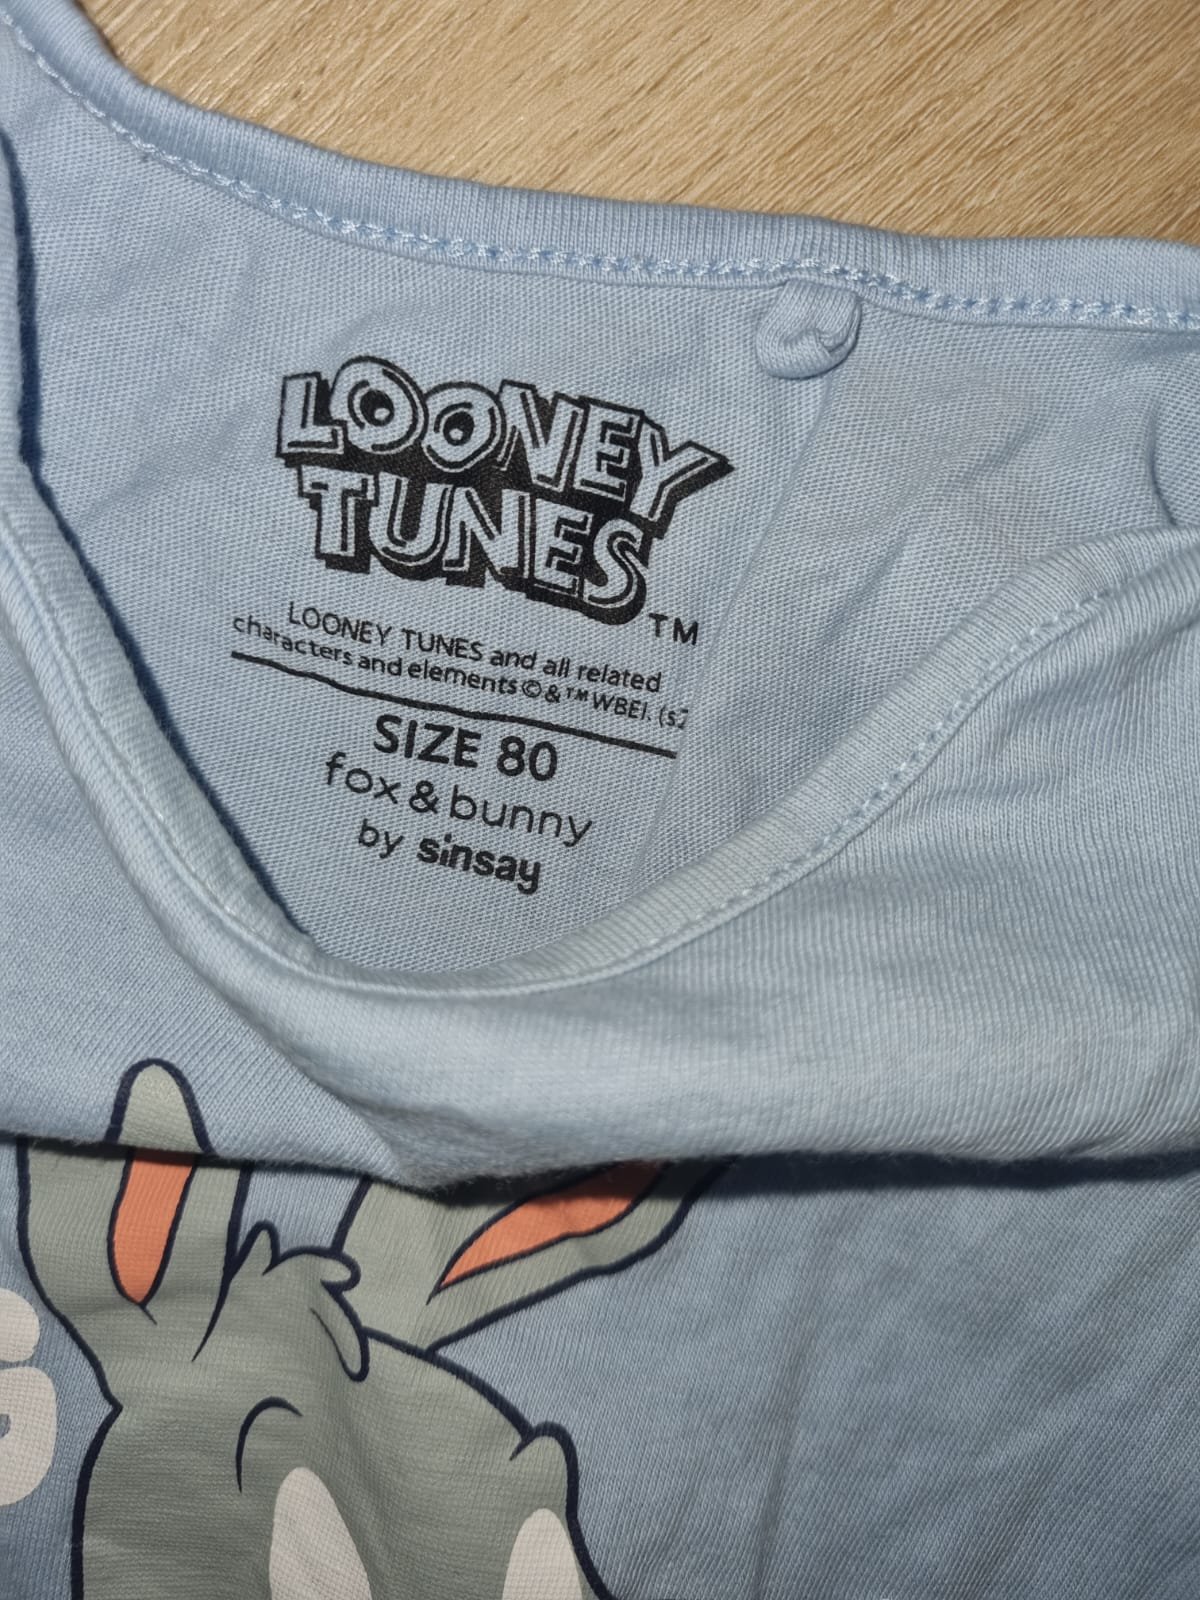 LOONEY
TUNES
TM
LOONEY TUNES and all related
characters and elements © & ™ WBEI.
SIZE 80
fox & bunny
by sinsay